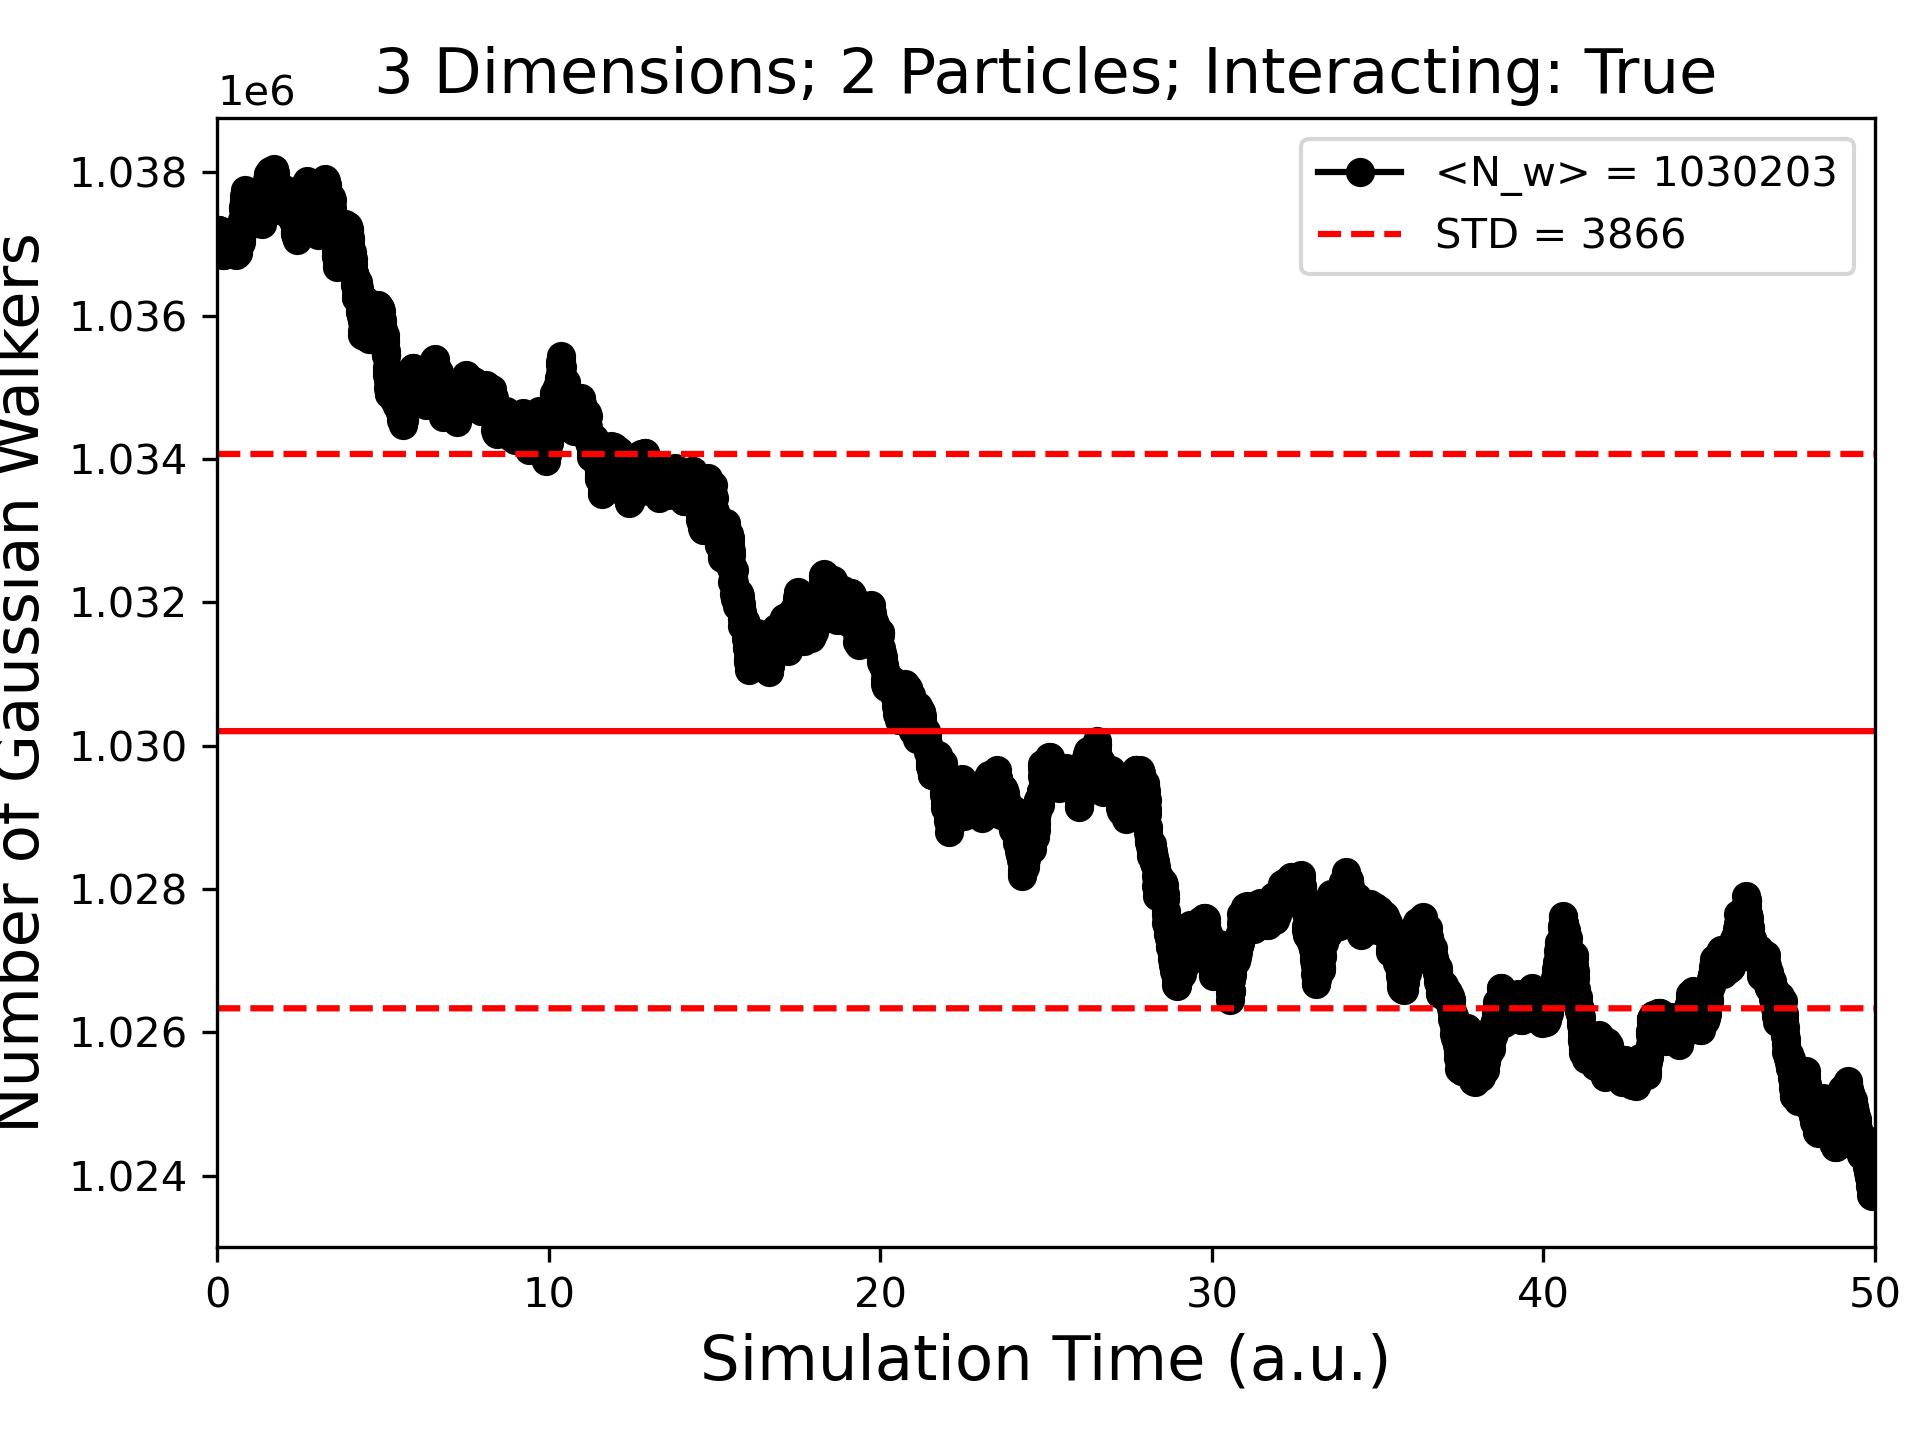 3 Dimensions; 2 Particles; Interacting: True
1e6
<N_w> = 1030203
STD = 3866
1.038
1.036
1.034
1.032
1.030
1.028
1.026
1.024
Number of Gaussian Walkers
0 10 20 30 40 50
Simulation Time (a.u.)